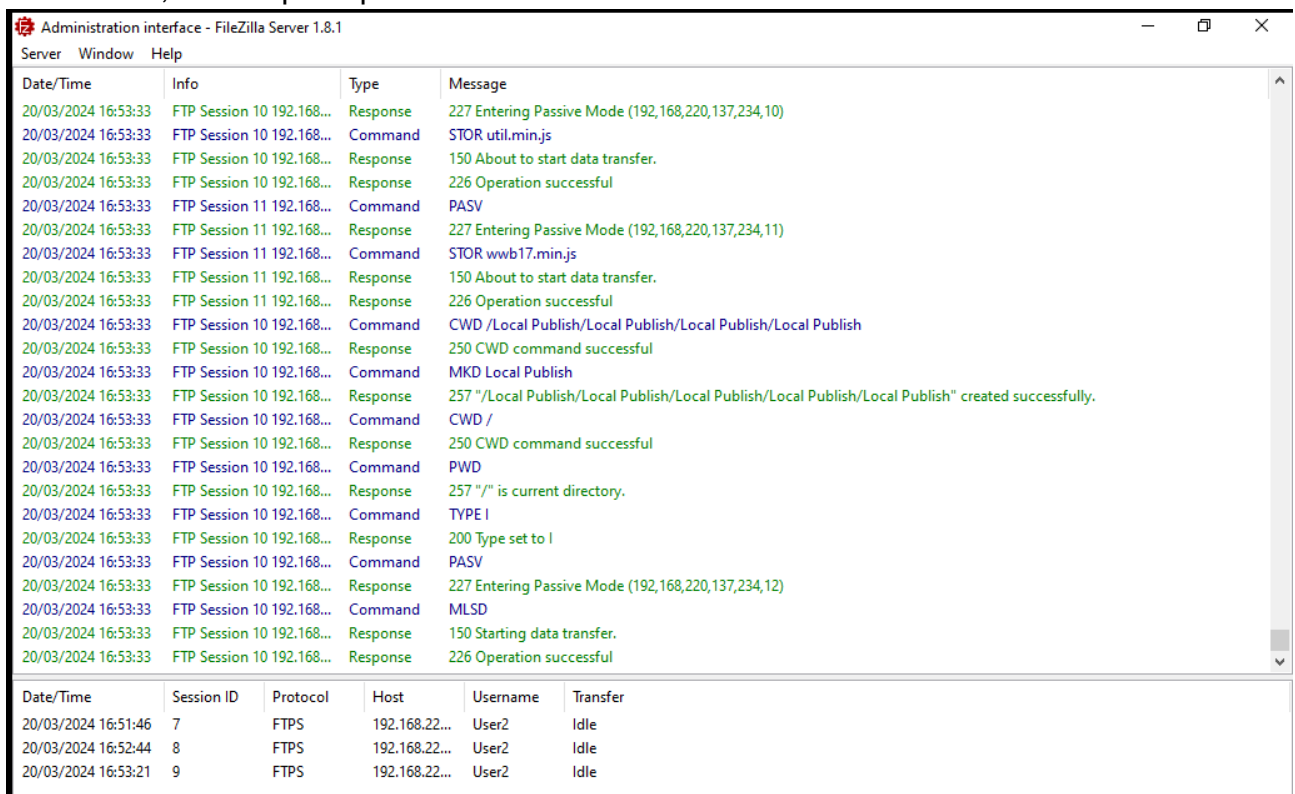 Administration interface - FileZilla Server 1.8.1
Server Window Help
Date/Time Info Type Message
20/03/2024 16:53:33 FTP Session 10 192.168... Response 227 Entering Passive Mode (192,168,220,137,234,10)
20/03/2024 16:53:33 FTP Session 10 192.168... Command STOR util.min.js
20/03/2024 16:53:33 FTP Session 10 192.168... Response 150 About to start data transfer.
20/03/2024 16:53:33 FTP Session 10 192.168... Response 226 Operation successful
20/03/2024 16:53:33 FTP Session 11 192.168... Command PASV
20/03/2024 16:53:33 FTP Session 11 192.168... Response 227 Entering Passive Mode (192,168,220,137,234,11)
20/03/2024 16:53:33 FTP Session 11 192.168... Command STOR wwb17.min.js
20/03/2024 16:53:33 FTP Session 11 192.168... Response 150 About to start data transfer.
20/03/2024 16:53:33 FTP Session 11 192.168... Response 226 Operation successful
20/03/2024 16:53:33 FTP Session 10 192.168... Command CWD /Local Publish/Local Publish/Local Publish/Local Publish
20/03/2024 16:53:33 FTP Session 10 192.168... Response 250 CWD command successful
20/03/2024 16:53:33 FTP Session 10 192.168... Command MKD Local Publish
20/03/2024 16:53:33 FTP Session 10 192.168... Response 257 "/Local Publish/Local Publish/Local Publish/Local Publish/Local Publish" created successfully.
20/03/2024 16:53:33 FTP Session 10 192.168... Command CWD /
20/03/2024 16:53:33 FTP Session 10 192.168... Response 250 CWD command successful
20/03/2024 16:53:33 FTP Session 10 192.168... Command PWD
20/03/2024 16:53:33 FTP Session 10 192.168... Response 257 "/" is current directory.
20/03/2024 16:53:33 FTP Session 10 192.168... Command TYPE I
20/03/2024 16:53:33 FTP Session 10 192.168... Response 200 Type set to I
20/03/2024 16:53:33 FTP Session 10 192.168... Command PASV
20/03/2024 16:53:33 FTP Session 10 192.168... Response 227 Entering Passive Mode (192,168,220,137,234,12)
20/03/2024 16:53:33 FTP Session 10 192.168... Command MLSD
20/03/2024 16:53:33 FTP Session 10 192.168... Response 150 Starting data transfer.
20/03/2024 16:53:33 FTP Session 10 192.168... Response 226 Operation successful
Date/Time Session ID Protocol Host Username Transfer
20/03/2024 16:51:46 7 FTPS 192.168.22... User2 Idle
20/03/2024 16:52:44 8 FTPS 192.168.22... User2 Idle
20/03/2024 16:53:21 9 FTPS 192.168.22... User2 Idle